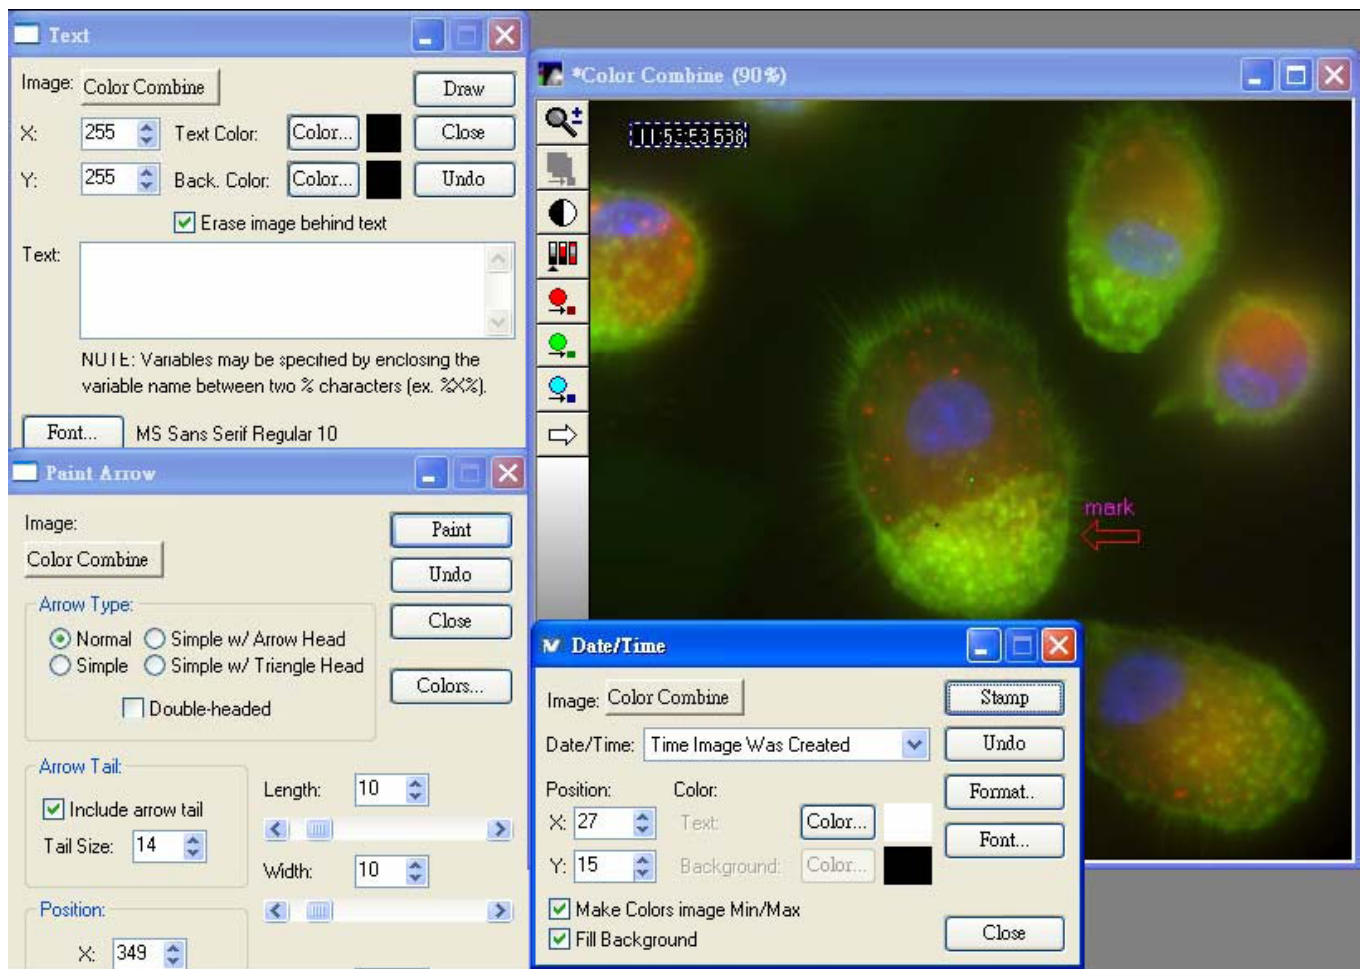 Text
Image: Color Combine Draw
X: 255 Text Color: Color... Close
Y: 255 Back. Color: Color... Undo
Erase image behind text
Text:
NOTE: Variables may be specified by enclosing the
variable name between two % characters (ex. %X%).
Font... MS Sans Serif Regular 10
Paint Arrow
Image:
Color Combine
Paint
Undo
Close
Colors...
Arrow Type:
Normal Simple w/ Arrow Head
Simple Simple w/ Triangle Head
Double-headed
Arrow Tail:
Include arrow tail
Tail Size: 14
Length: 10
Width: 10
Position:
X: 349
*Color Combine (90%)
11:53:53.538
mark
Date/Time
Image: Color Combine Stamp
Date/Time: Time Image Was Created Undo
Position: Color: Format..
X: 27 Text: Color...
Font...
Y: 15 Background: Color...
Make Colors image Min/Max
Fill Background
Close